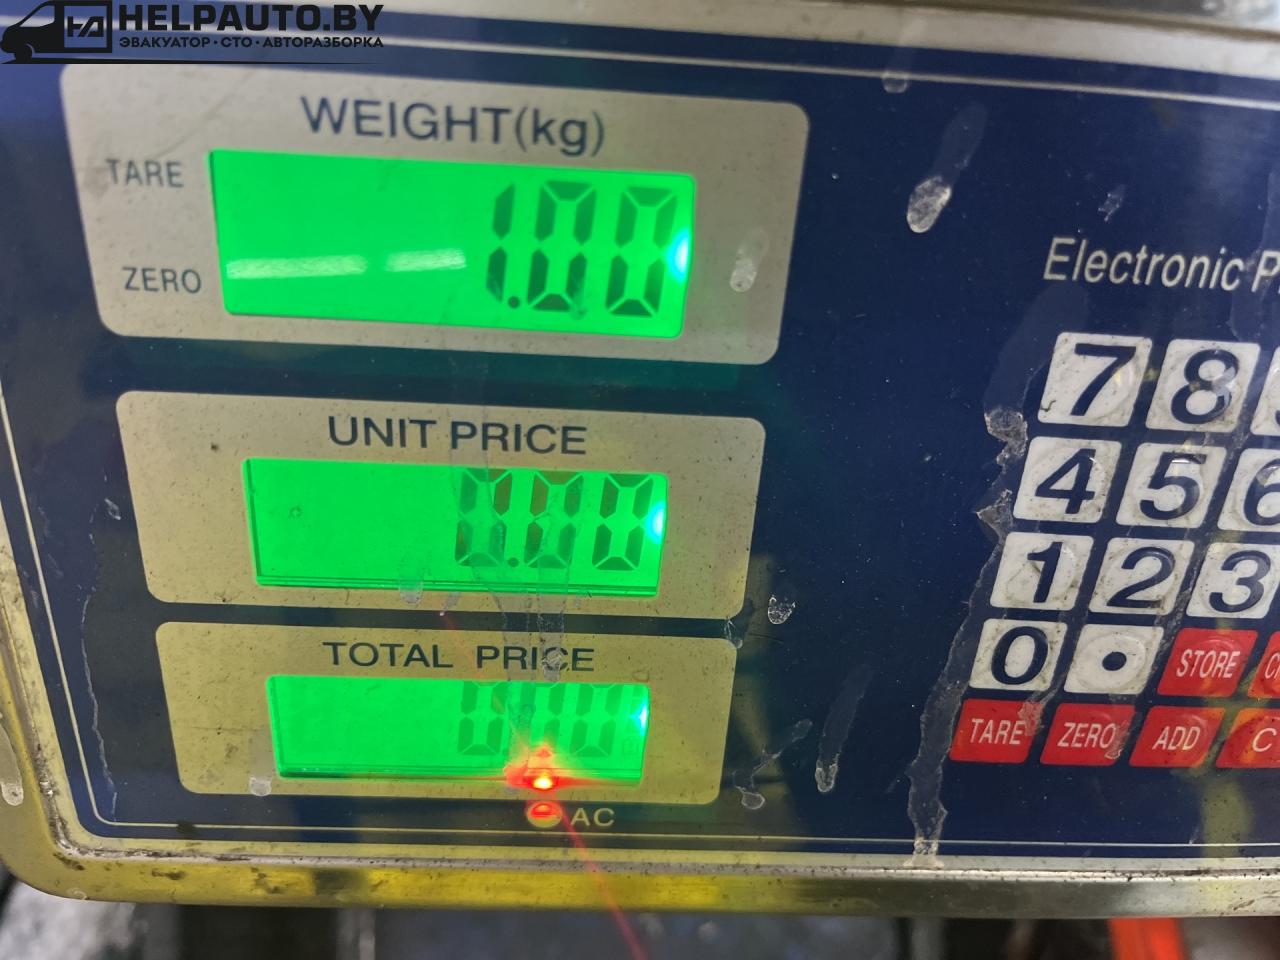 HELPAUTO.BY
ЭВАКУАТОР · СТО · АВТОРАЗБОРКА
WEIGHT(kg)
TARE
ZERO
1.00
Electronic
UNIT PRICE
0.00
TOTAL PRICE
0.00
AC
7 8
4 5 6
1 2 3
0 . STORE
TARE ZERO ADD C